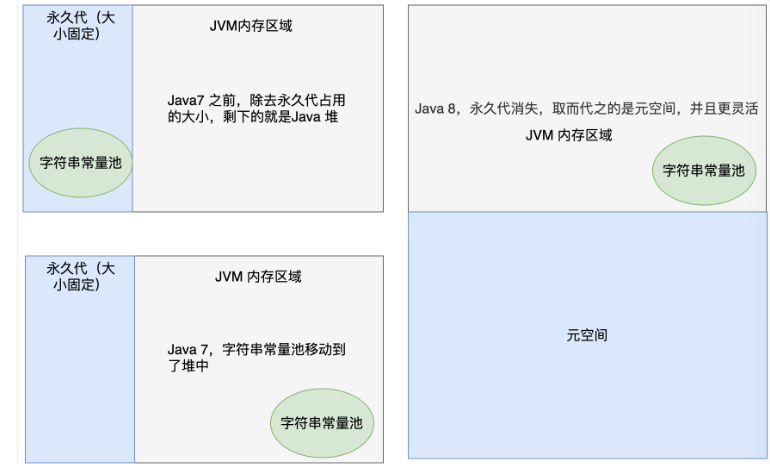 永久代（大
小固定）
JVM内存区域
Java7 之前，除去永久代占用
的大小，剩下的就是Java 堆
字符串常量池
Java 8，永久代消失，取而代之的是元空间，并且更灵活
JVM 内存区域
字符串常量池
永久代（大
小固定）
JVM 内存区域
Java 7，字符串常量池移动到
了堆中
字符串常量池
元空间